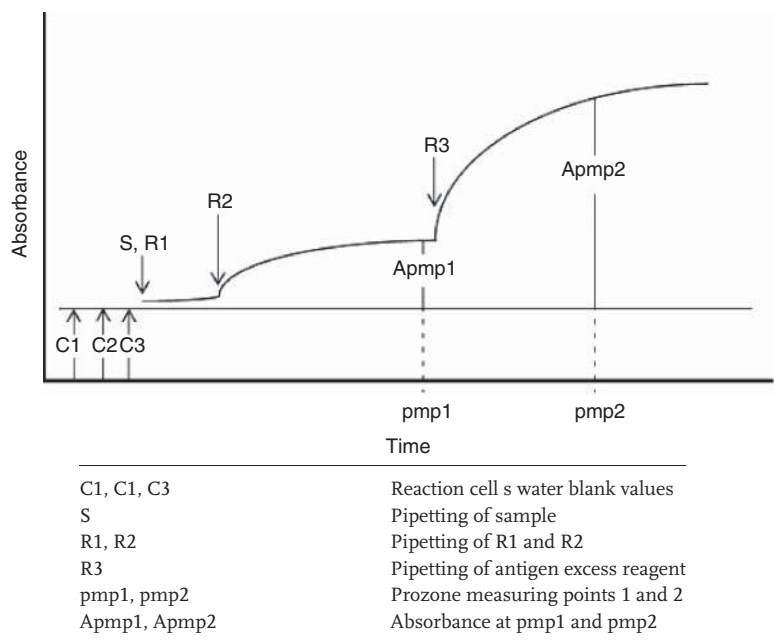 Absorbance
R3
Apmp2
R2
S, R1
Apmp1
C1 C2 C3
pmp1 pmp2
Time
C1, C1, C3 Reaction cell s water blank values
S Pipetting of sample
R1, R2 Pipetting of R1 and R2
R3 Pipetting of antigen excess reagent
pmp1, pmp2 Prozone measuring points 1 and 2
Apmp1, Apmp2 Absorbance at pmp1 and pmp2